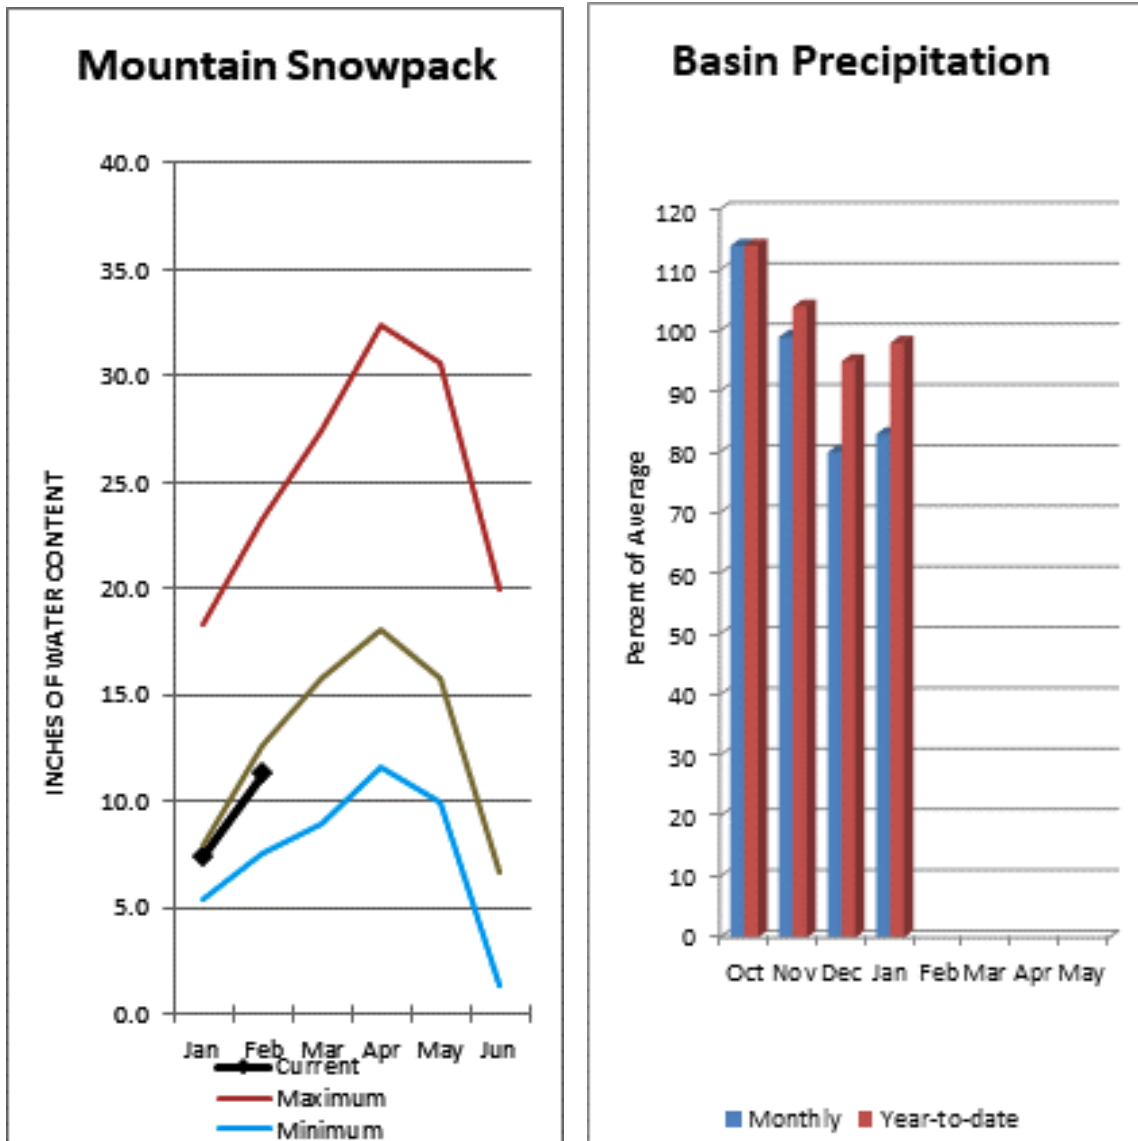 Mountain Snowpack
40.0
35.0
30.0
25.0
20.0
15.0
10.0
5.0
0.0
INCHES OF WATER CONTENT
Jan Feb Mar Apr May Jun
Current
Maximum
Minimum
Basin Precipitation
120
110
100
90
80
70
60
50
40
30
20
10
0
Percent of Average
Oct Nov Dec Jan Feb Mar Apr May
Monthly Year-to-date